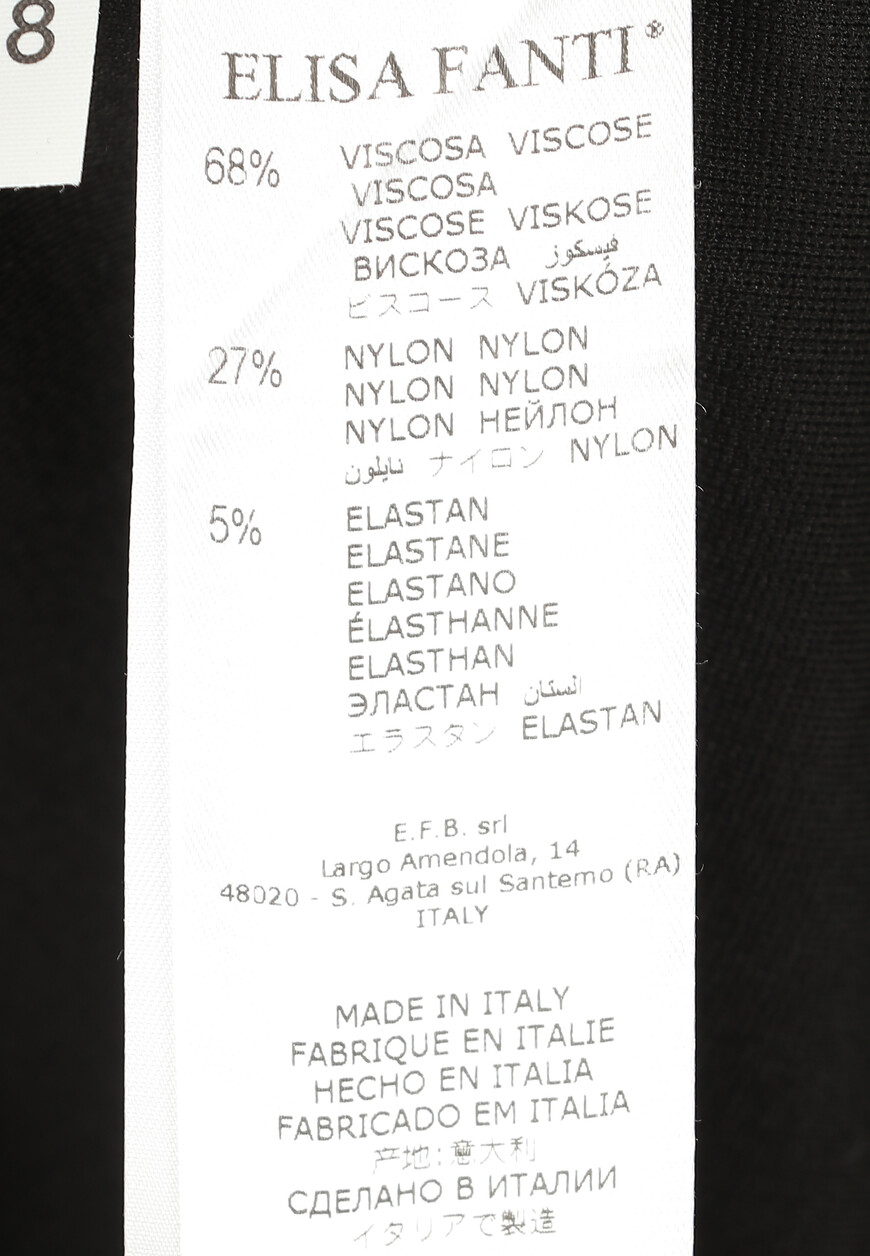 8
ELISA FANTI®
68% VISCOSA VISCOSE
VISCOSA
VISCOSE VISKOSE
ВИСКОЗА فيسكوز
ビスコース VISKÓZA
27% NYLON NYLON
NYLON NYLON
NYLON НЕЙЛОН
نايلون ナイロン NYLON
5% ELASTAN
ELASTANE
ELASTANO
ÉLASTHANNE
ELASTHAN
ЭЛАСТАН الستان
エラスタン ELASTAN
E.F.B. srl
Largo Amendola, 14
48020 - S. Agata sul Santerno (RA)
ITALY
MADE IN ITALY
FABRIQUE EN ITALIE
HECHO EN ITALIA
FABRICADO EM ITALIA
产地:意大利
СДЕЛАНО В ИТАЛИИ
イタリアで製造